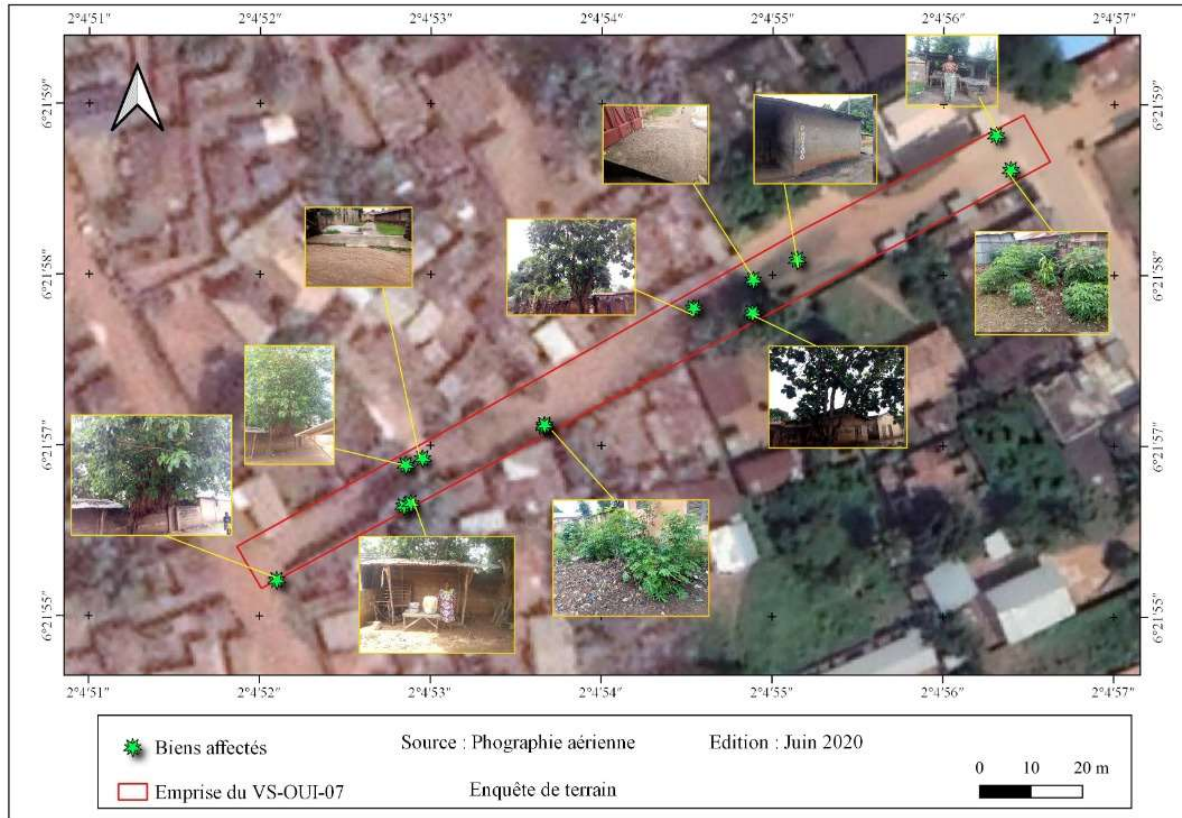 2°4'51" 2°4'52" 2°4'53" 2°4'54" 2°4'55" 2°4'56" 2°4'57"
6°21'59" 6°21'59"
6°21'58" 6°21'58"
6°21'57" 6°21'57"
6°21'55" 6°21'55"
2°4'51" 2°4'52" 2°4'53" 2°4'54" 2°4'55" 2°4'56" 2°4'57"
Biens affectés Source : Phographie aérienne Edition : Juin 2020
0 10 20 m
Emprise du VS-OUI-07 Enquête de terrain